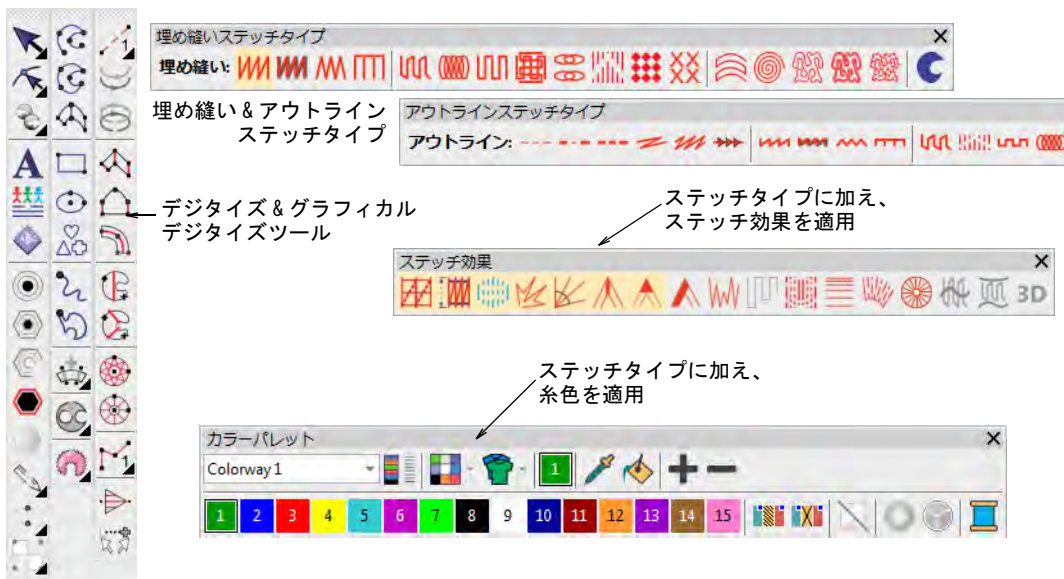 埋め縫いステッチタイプ
埋め縫い:
埋め縫い & アウトライン
ステッチタイプ
アウトラインステッチタイプ
アウトライン:
A
デジタイズ & グラフィカル
デジタイズツール
ステッチタイプに加え、
ステッチ効果を適用
ステッチ効果
3D
ステッチタイプに加え、
糸色を適用
カラーパレット
Colorway 1
1
1 2 3 4 5 6 7 8 9 10 11 12 13 14 15